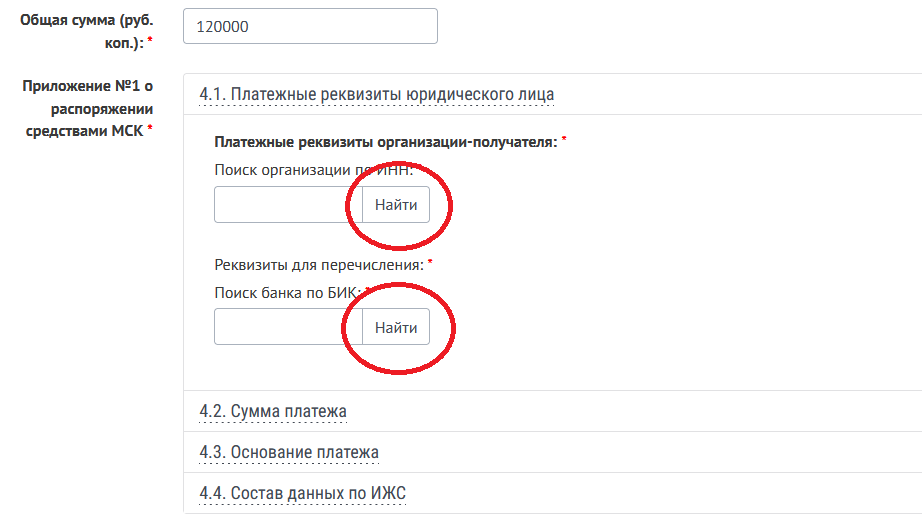 Общая сумма (руб.
коп.): *
120000
Приложение №1 о
распоряжении
средствами МСК *
4.1. Платежные реквизиты юридического лица
Платежные реквизиты организации-получателя: *
Поиск организации по ИНН:
Найти
Реквизиты для перечисления: *
Поиск банка по БИК: *
Найти
4.2. Сумма платежа
4.3. Основание платежа
4.4. Состав данных по ИЖС